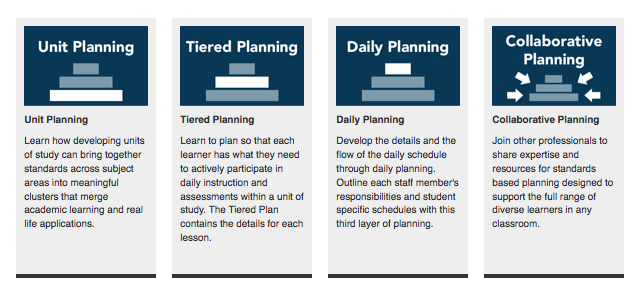 Unit Planning
Unit Planning
Learn how developing units
of study can bring together
standards across subject
areas into meaningful
clusters that merge
academic learning and real
life applications.
Tiered Planning
Tiered Planning
Learn to plan so that each
learner has what they need
to actively participate in
daily instruction and
assessments within a unit of
study. The Tiered Plan
contains the details for each
lesson.
Daily Planning
Daily Planning
Develop the details and the
flow of the daily schedule
through daily planning.
Outline each staff member's
responsibilities and student
specific schedules with this
third layer of planning.
Collaborative
Planning
Collaborative Planning
Join other professionals to
share expertise and
resources for standards
based planning designed to
support the full range of
diverse learners in any
classroom.